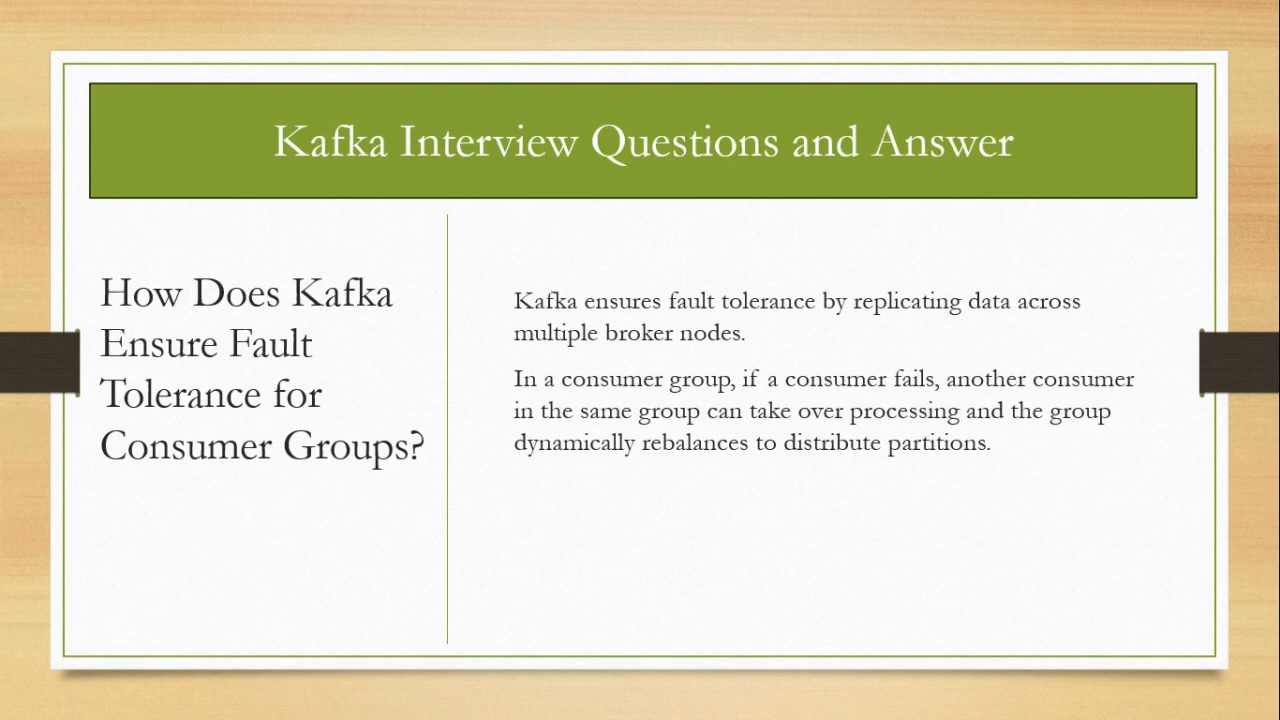 Kafka Interview Questions and Answer
How Does Kafka
Ensure Fault
Tolerance for
Consumer Groups?
Kafka ensures fault tolerance by replicating data across
multiple broker nodes.
In a consumer group, if a consumer fails, another consumer
in the same group can take over processing and the group
dynamically rebalances to distribute partitions.